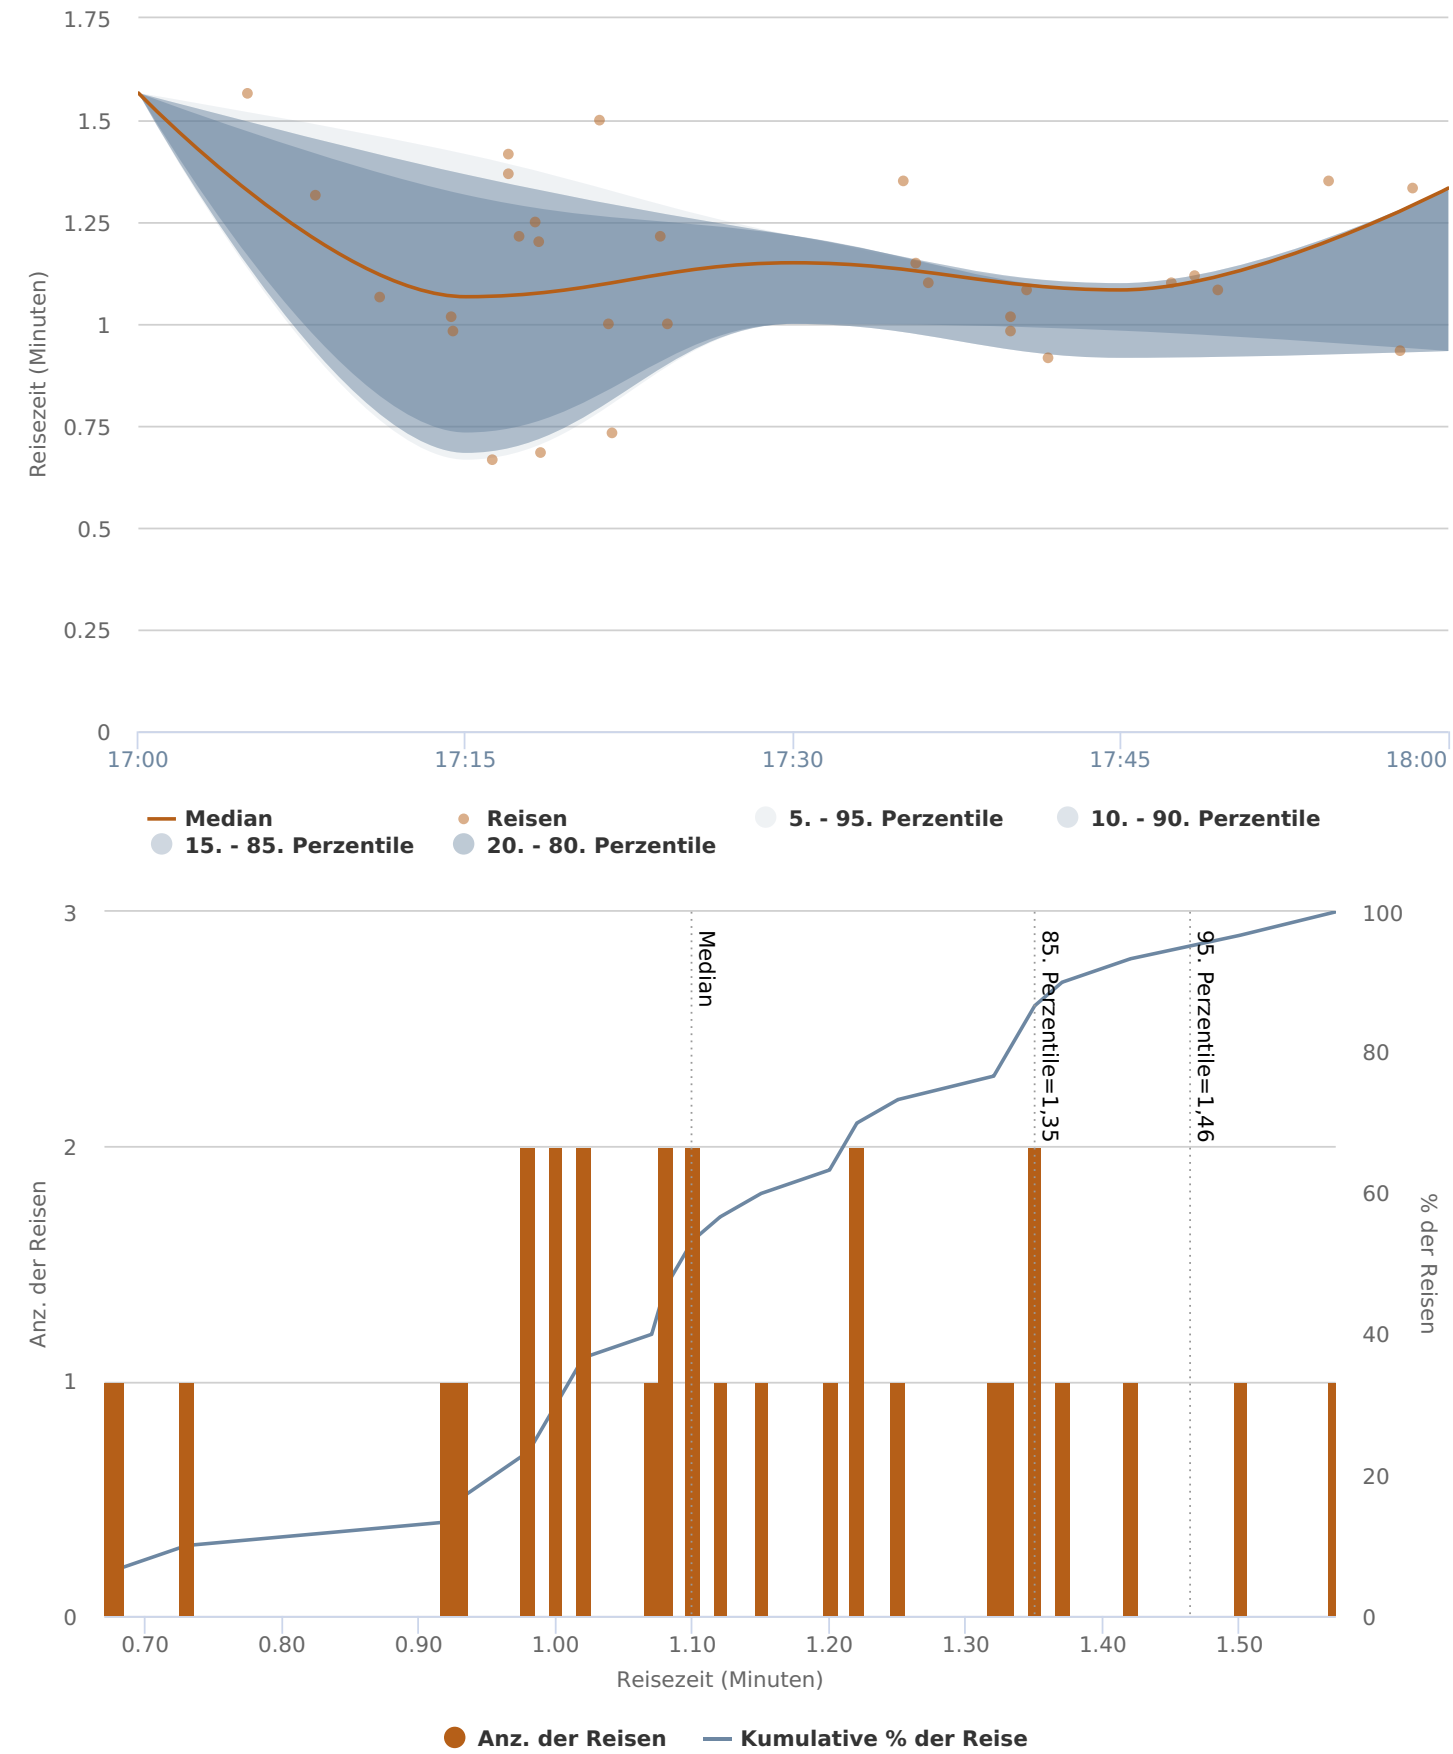 1.75
1.5
1.25
1
0.75
0.5
0.25
0
Reisezeit (Minuten)
17:00 17:15 17:30 17:45 18:00
Median Reisen 5. - 95. Perzentile 10. - 90. Perzentile
15. - 85. Perzentile 20. - 80. Perzentile
3
2
1
0
Anz. der Reisen
Median
85. Perzentile=1,35
95. Perzentile=1,46
100
80
60
40
20
0
% der Reisen
0.70 0.80 0.90 1.00 1.10 1.20 1.30 1.40 1.50
Reisezeit (Minuten)
Anz. der Reisen Kumulative % der Reise